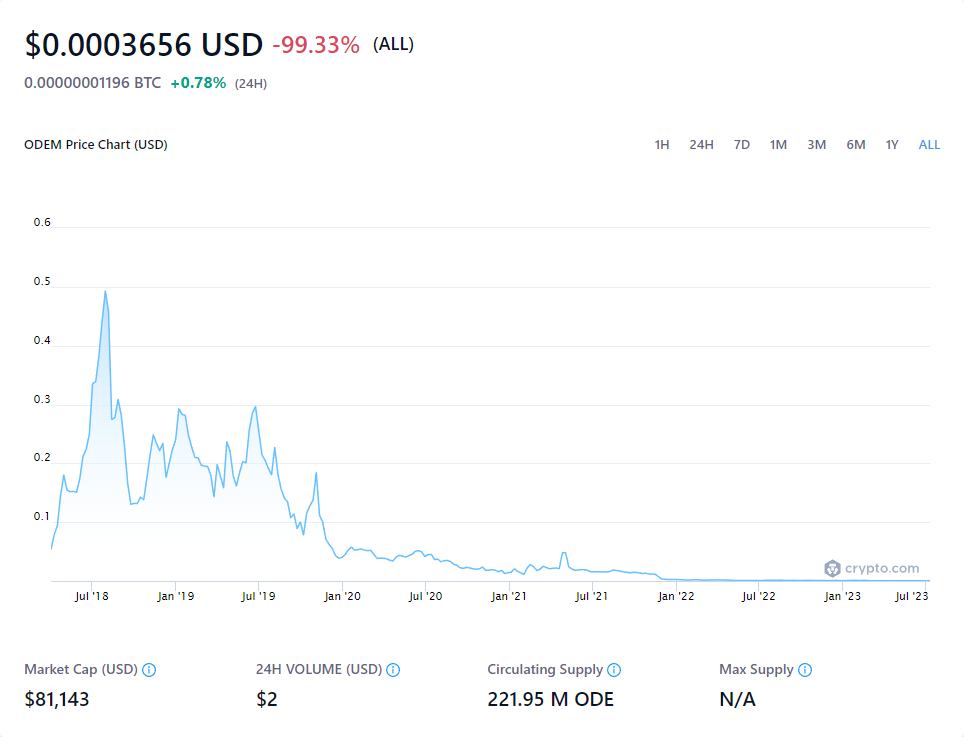 $0.0003656 USD -99.33% (ALL)
0.00000001196 BTC +0.78% (24H)
ODEM Price Chart (USD) 1H 24H 7D 1M 3M 6M 1Y ALL
0.6
0.5
0.4
0.3
0.2
0.1
crypto.com
Jul '18 Jan '19 Jul '19 Jan '20 Jul '20 Jan '21 Jul '21 Jan '22 Jul '22 Jan '23 Jul '23
Market Cap (USD) 24H VOLUME (USD) Circulating Supply Max Supply
$81,143 $2 221.95 M ODE N/A